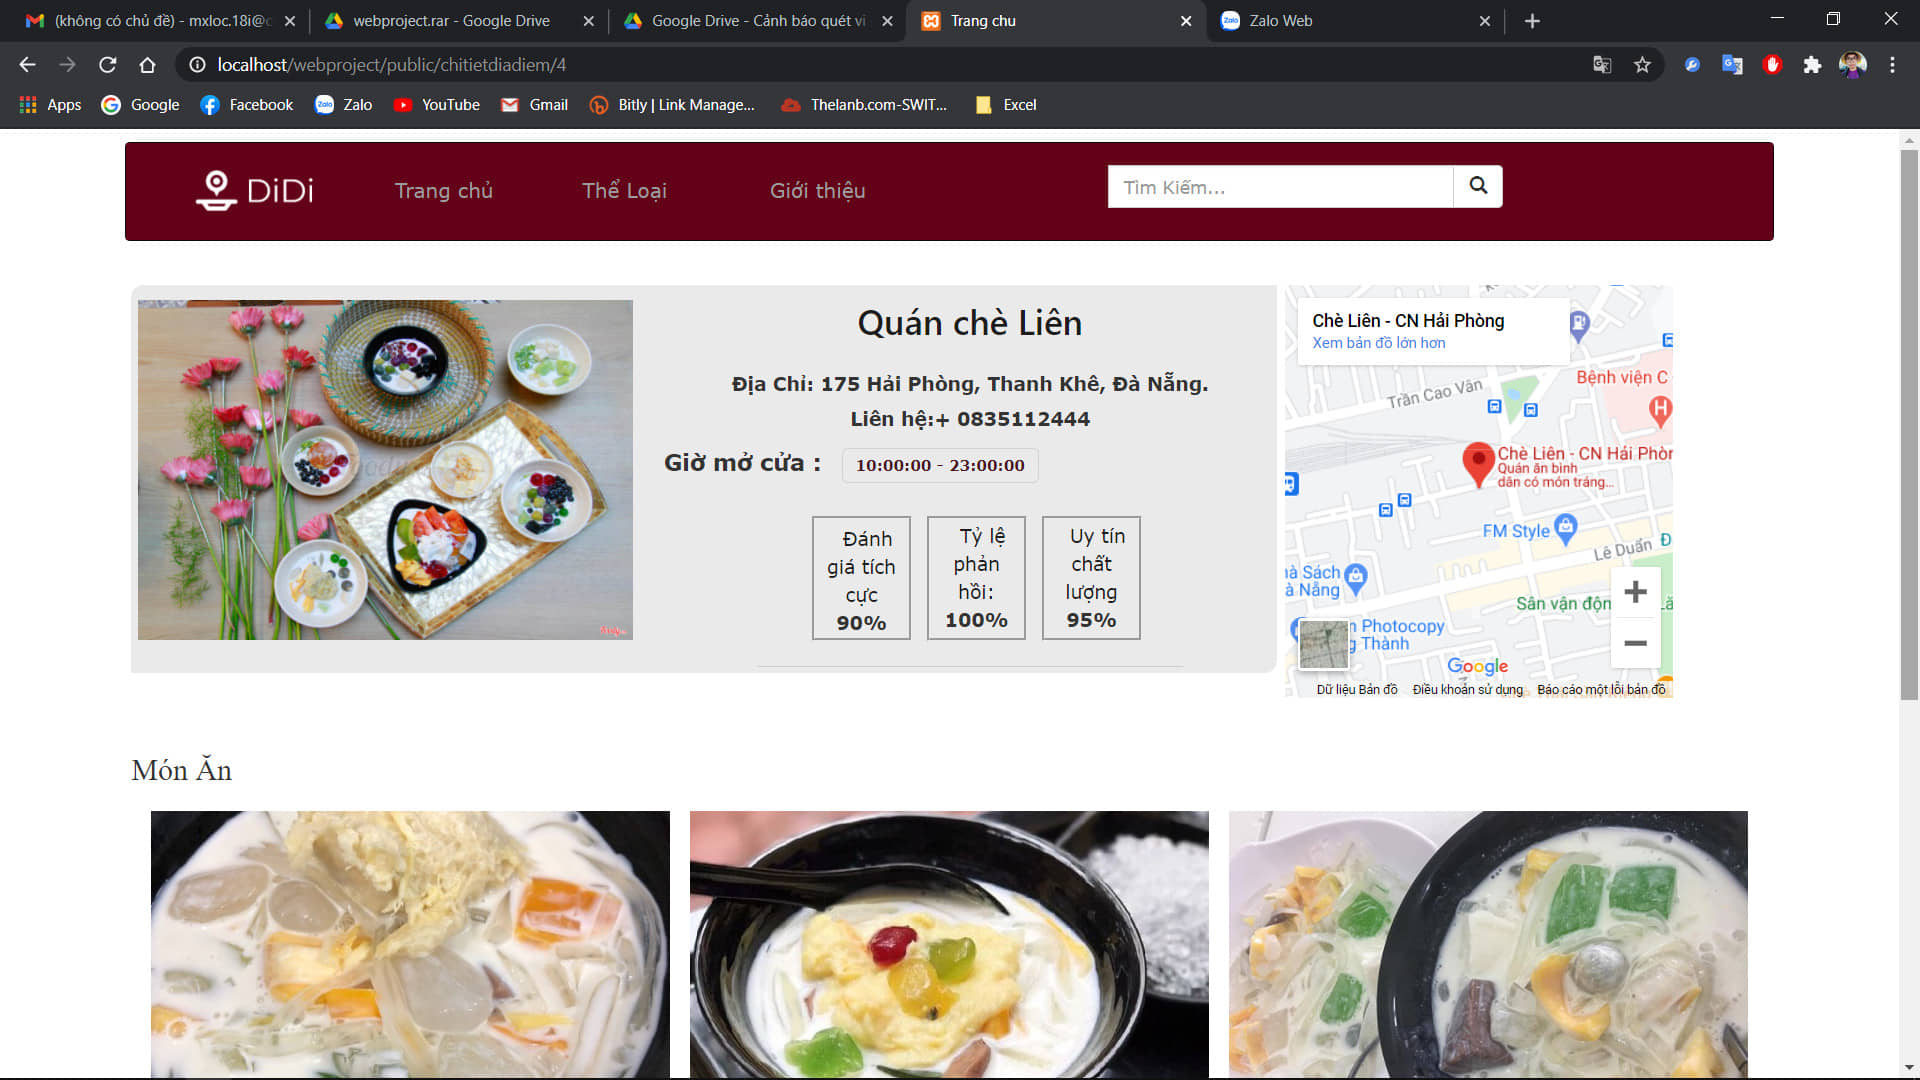 (không có chủ đề) - mxloc.18i@c
webproject.rar - Google Drive
Google Drive - Cảnh báo quét vi
Trang chu
Zalo Web
localhost/webproject/public/chitietdiadiem/4
Apps
Google
Facebook
Zalo
YouTube
Gmail
Bitly | Link Manage...
Thelanb.com-SWIT...
Excel
DiDi
Trang chủ
Thể Loại
Giới thiệu
Tìm Kiếm...
Quán chè Liên
Địa Chỉ: 175 Hải Phòng, Thanh Khê, Đà Nẵng.
Liên hệ:+ 0835112444
Giờ mở cửa :
10:00:00 - 23:00:00
Đánh
giá tích
cực
90%
Tỷ lệ
phản
hồi:
100%
Uy tín
chất
lượng
95%
Chè Liên - CN Hải Phòng
Xem bản đồ lớn hơn
Bệnh viện C
Trần Cao Vân
Chè Liên - CN Hải Phòn
Quán ăn bình
dân có món tráng...
FM Style
Lê Duẩn
Sân vận độn
Photocopy
Thành
Google
Dữ liệu Bản đồ
Điều khoản sử dụng
Báo cáo một lỗi bản đồ
Món Ăn